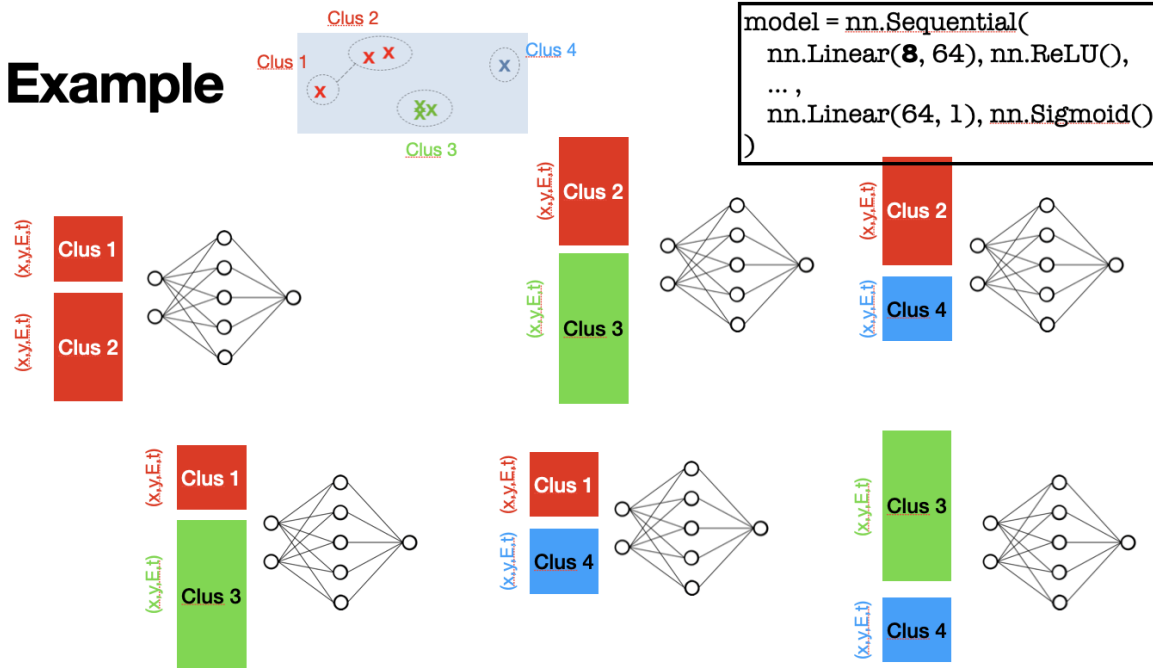 Example
Clus 2
Clus 1
Clus 4
Clus 3
x
x
x
x
x
x
x
x
model = nn.Sequential(
nn.Linear(8, 64), nn.ReLU(),
... ,
nn.Linear(64, 1), nn.Sigmoid()
)
(x,y,E,t)
Clus 1
(x,y,E,t)
Clus 2
(x,y,E,t)
Clus 2
(x,y,E,t)
Clus 3
(x,y,E,t)
Clus 2
(x,y,E,t)
Clus 4
(x,y,E,t)
Clus 1
(x,y,E,t)
Clus 3
(x,y,E,t)
Clus 1
(x,y,E,t)
Clus 4
(x,y,E,t)
Clus 3
(x,y,E,t)
Clus 4